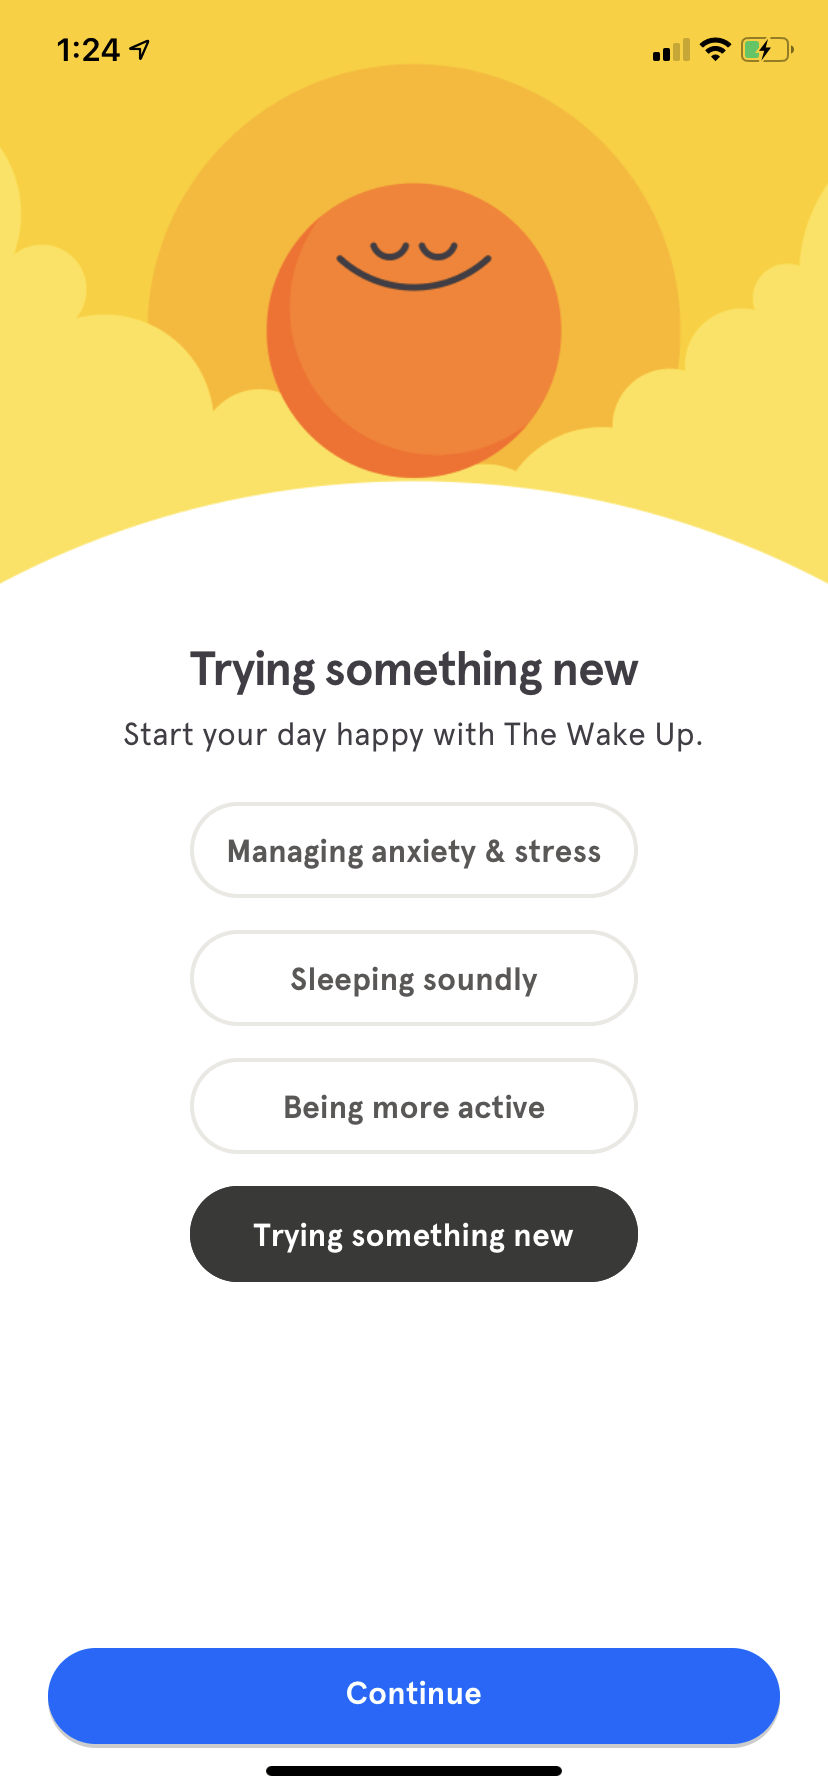 1:24
Trying something new
Start your day happy with The Wake Up.
Managing anxiety & stress
Sleeping soundly
Being more active
Trying something new
Continue